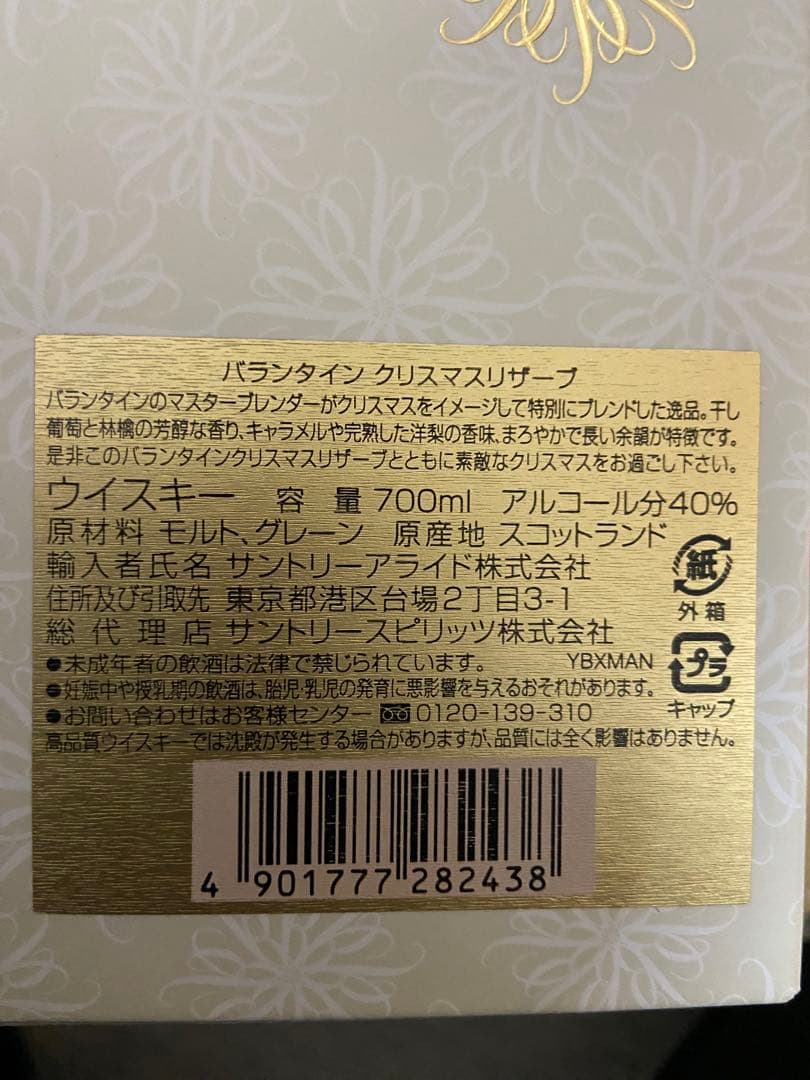 バランタイン クリスマスリザーブ
バランタインのマスターブレンダーがクリスマスをイメージして特別にブレンドした逸品。干し
葡萄と林檎の芳醇な香り、キャラメルや完熟した洋梨の香味、まろやかで長い余韻が特徴です。
是非このバランタインクリスマスリザーブとともに素敵なクリスマスをお過ごし下さい。
ウイスキー 容量 700ml アルコール分40%
原材料 モルト、グレーン 原産地 スコットランド
輸入者氏名 サントリーアライド株式会社
住所及び引取先 東京都港区台場2丁目3-1
総代理店 サントリースピリッツ株式会社
紙
外箱
プラ
キャップ
●未成年者の飲酒は法律で禁じられています。 YBXMAN
●妊娠中や授乳期の飲酒は、胎児・乳児の発育に悪影響を与えるおそれがあります。
●お問い合わせはお客様センター 0120-139-310
高品質ウイスキーでは沈殿が発生する場合がありますが、品質には全く影響はありません。
4 901777 282438